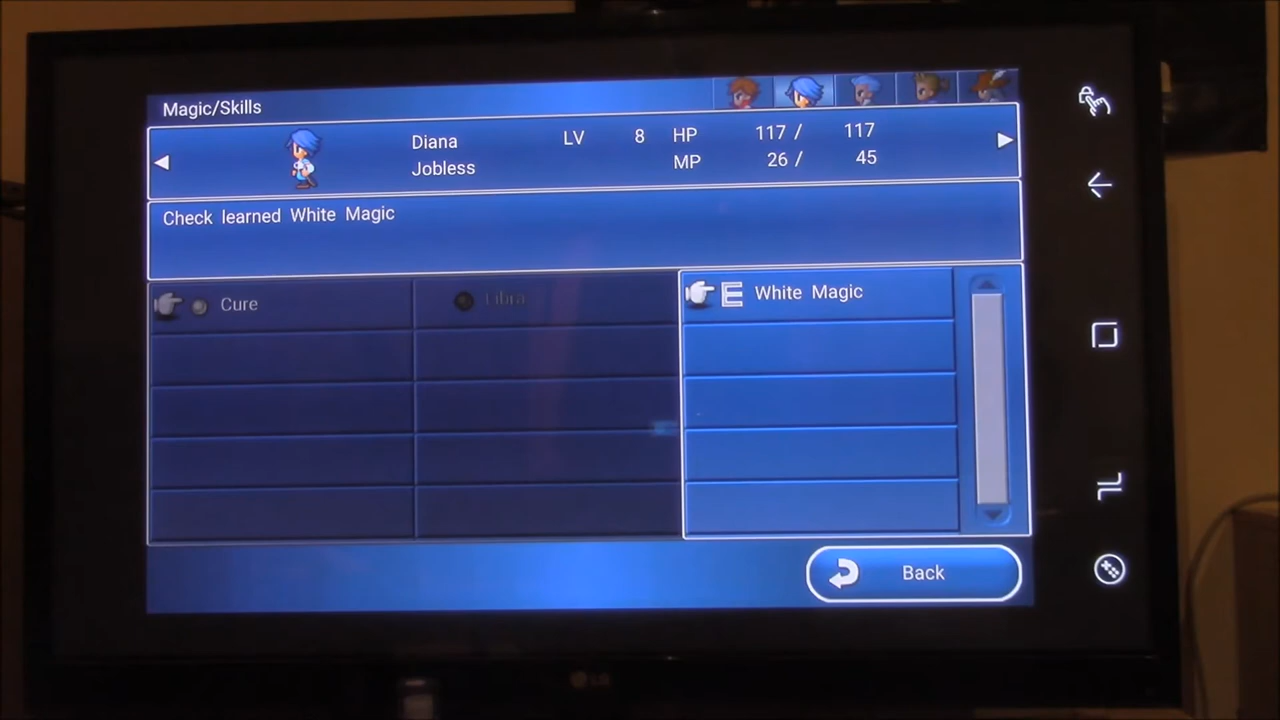 Magic/Skills
Diana LV 8 HP 117 / 117
Jobless MP 26 / 45
Check learned White Magic
Cure Libra E White Magic
Back
LG